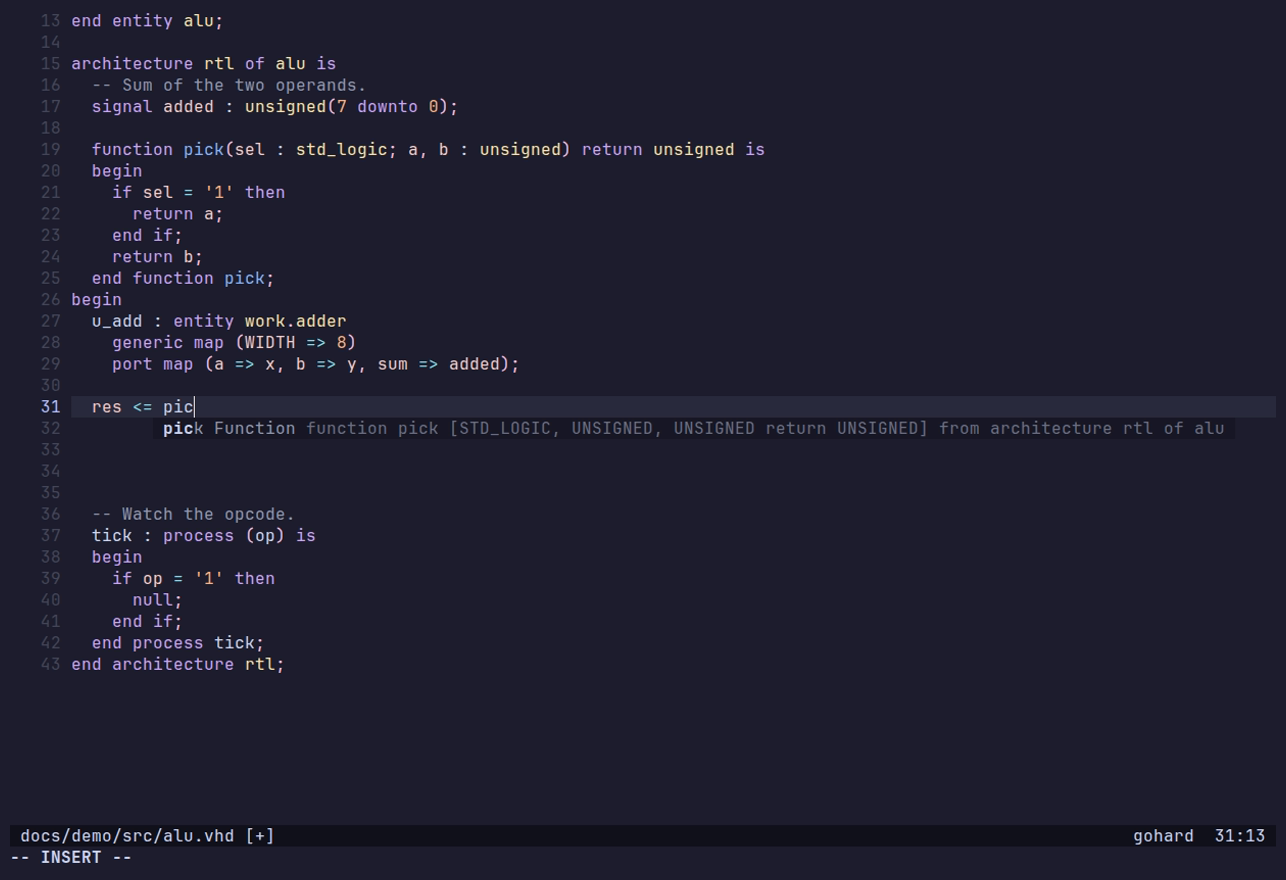 13 end entity alu;
14
15 architecture rtl of alu is
16   -- Sum of the two operands.
17   signal added : unsigned(7 downto 0);
18
19   function pick(sel : std_logic; a, b : unsigned) return unsigned is
20   begin
21     if sel = '1' then
22       return a;
23     end if;
24     return b;
25   end function pick;
26 begin
27   u_add : entity work.adder
28     generic map (WIDTH => 8)
29     port map (a => x, b => y, sum => added);
30
31   res <= pic
32          pick Function function pick [STD_LOGIC, UNSIGNED, UNSIGNED return UNSIGNED] from architecture rtl of alu
33
34
35
36   -- Watch the opcode.
37   tick : process (op) is
38   begin
39     if op = '1' then
40       null;
41     end if;
42   end process tick;
43 end architecture rtl;
docs/demo/src/alu.vhd [+] gohard 31:13
-- INSERT --